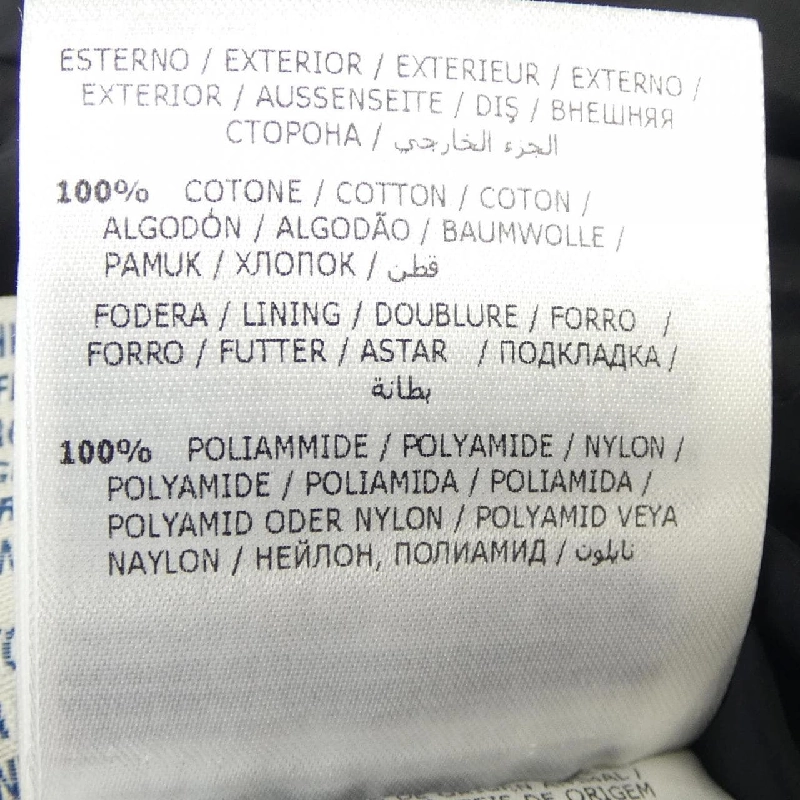 ESTERNO / EXTERIOR / EXTERIEUR / EXTERNO /
EXTERIOR / AUSSENSEITE / DIŞ / ВНЕШНЯЯ
СТОРОНА / الجزء الخارجي
100% COTONE / COTTON / COTON /
ALGODÓN / ALGODÃO / BAUMWOLLE /
PAMUK / ХЛОПОК / قطن
FODERA / LINING / DOUBLURE / FORRO /
FORRO / FUTTER / ASTAR / ПОДКЛАДКА /
بطانة
100% POLIAMMIDE / POLYAMIDE / NYLON /
POLYAMIDE / POLIAMIDA / POLIAMIDA /
POLYAMID ODER NYLON / POLYAMID VEYA
NAYLON / НЕЙЛОН, ПОЛИАМИД / نايلون
DE ORIGEM